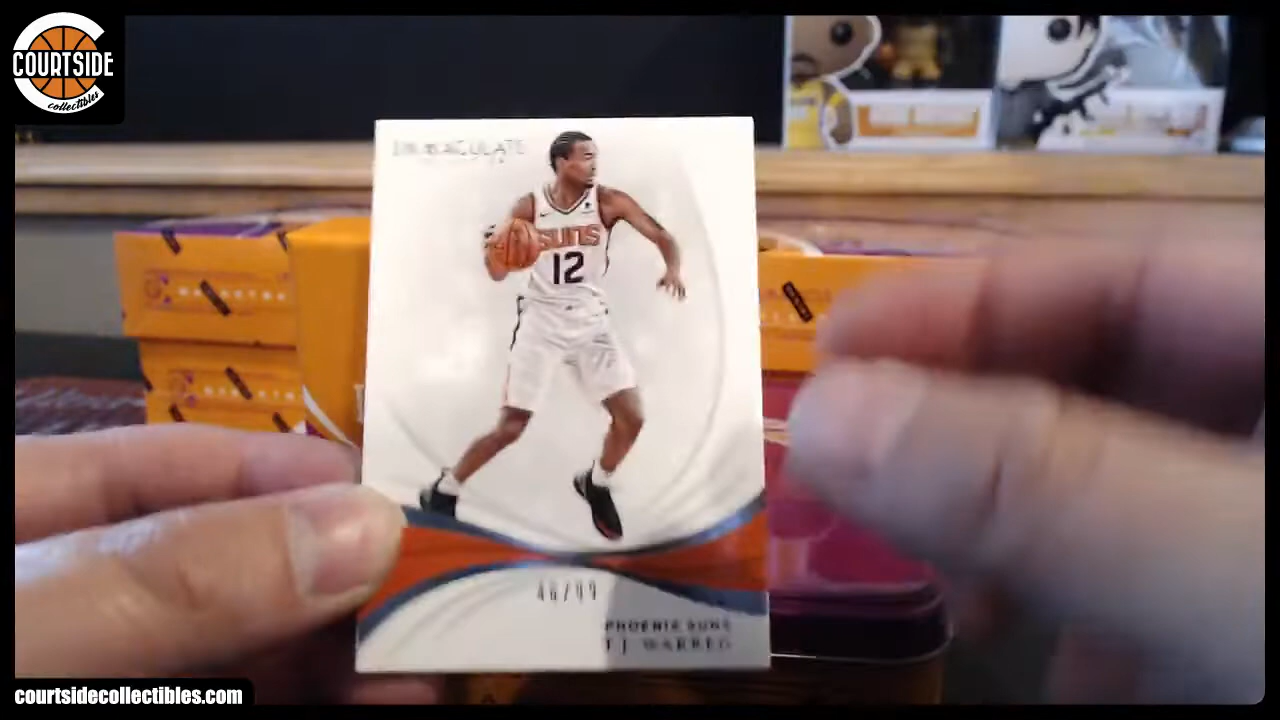 COURTSIDE
collectibles
IMMACULATE
suns
12
46/99
PHOENIX SUNS
TJ WARREN
courtsidecollectibles.com